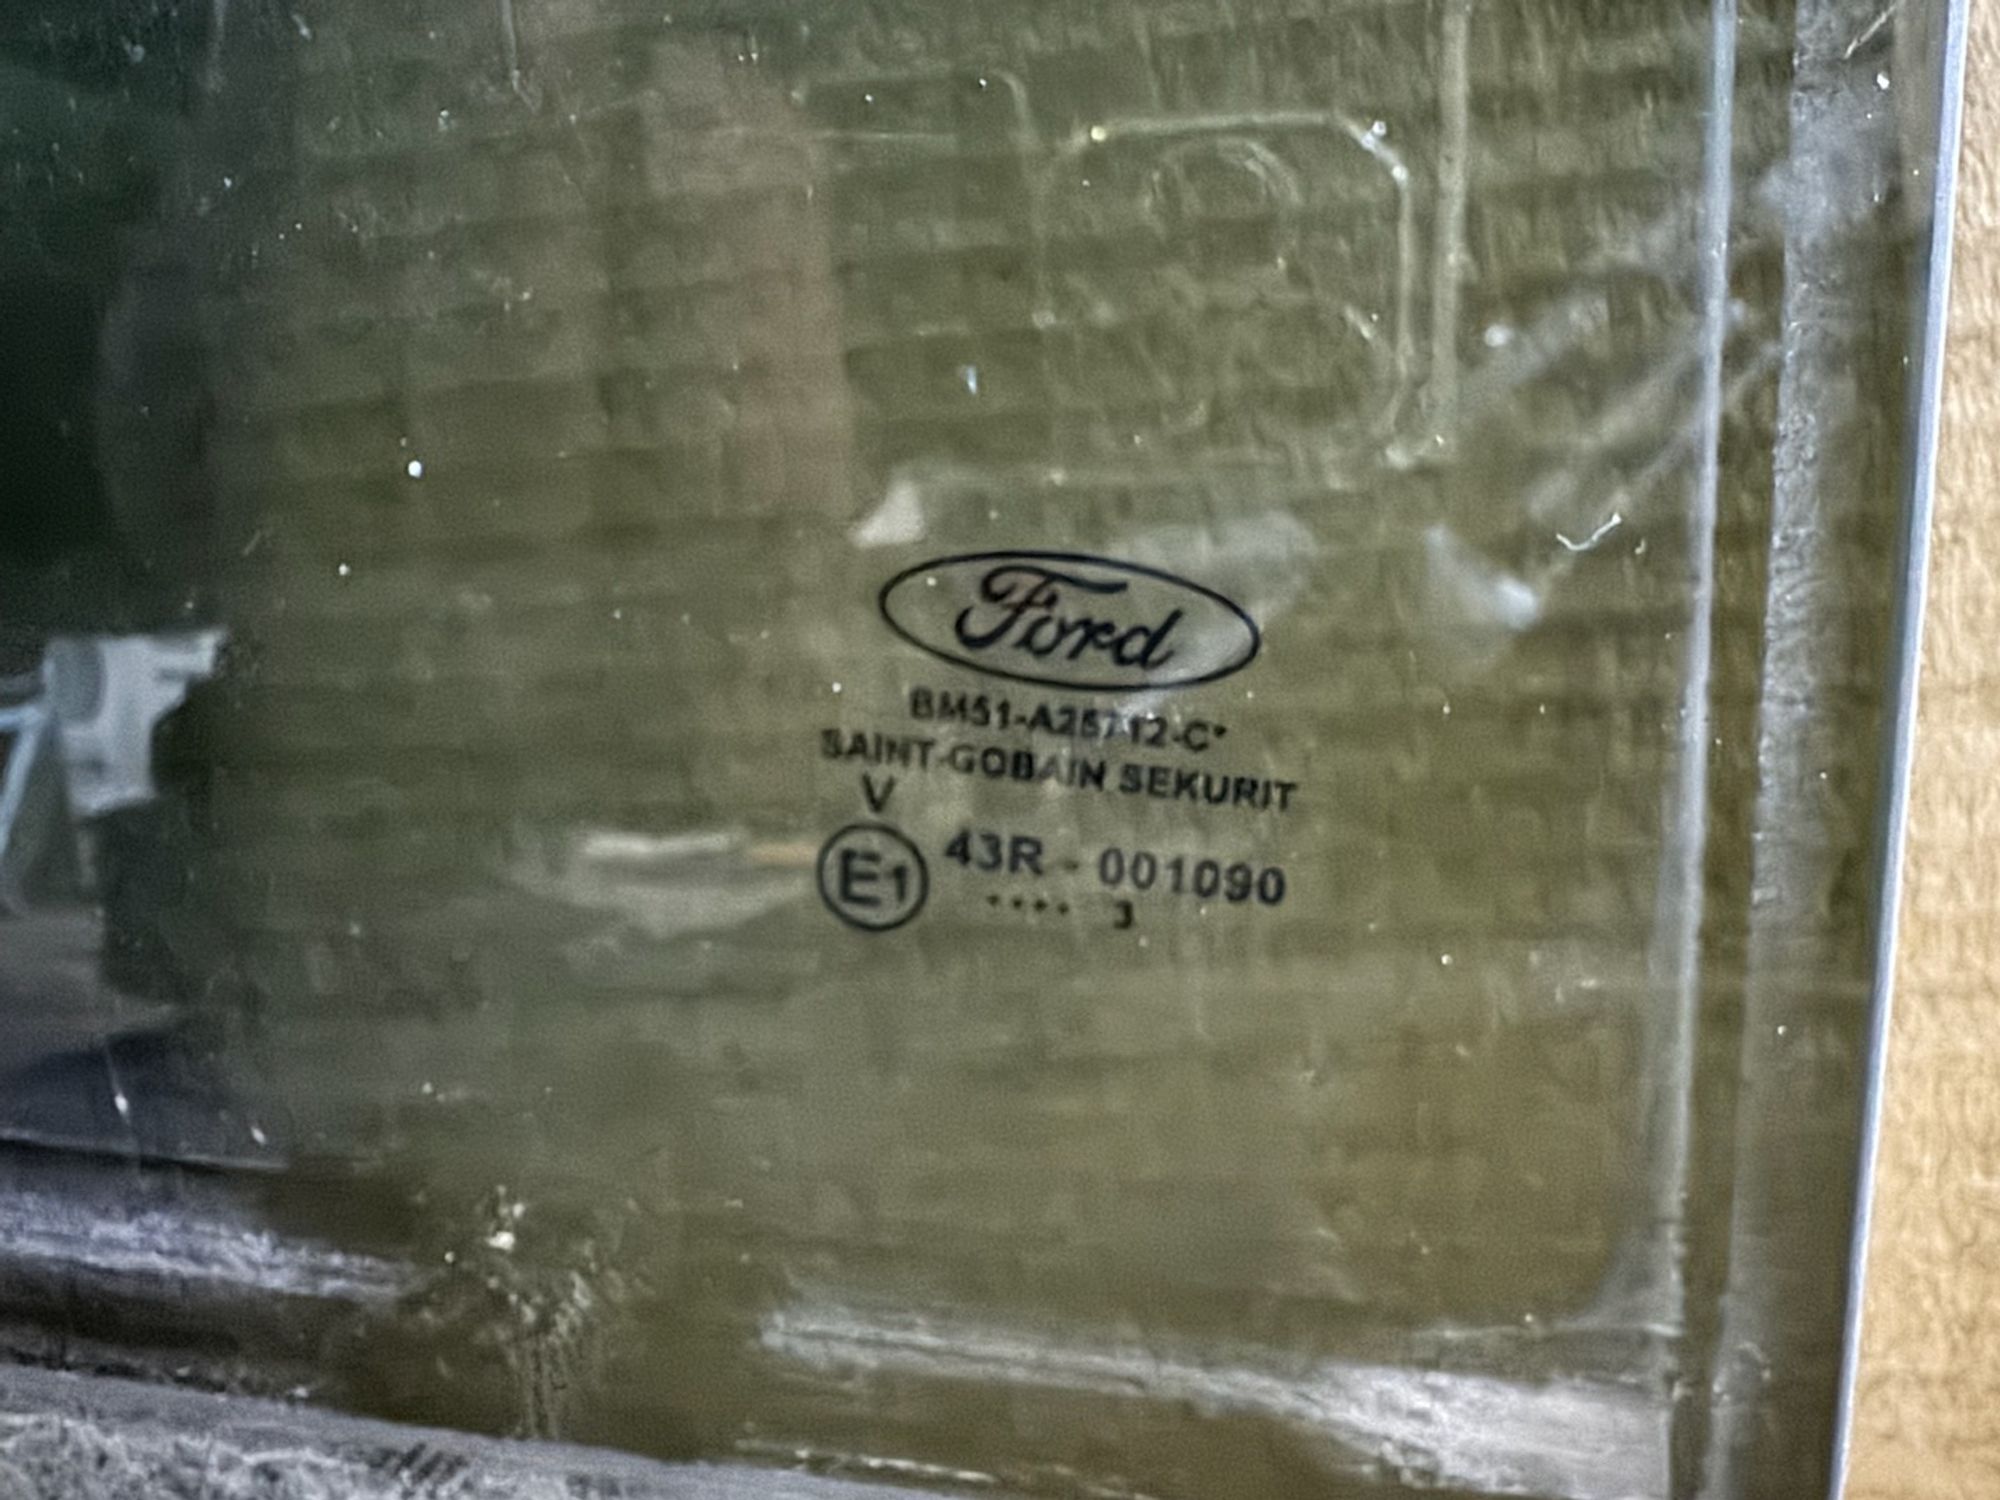 Ford
BM51-A25712-C*
SAINT-GOBAIN SEKURIT
V
E1 43R - 001090
···· 3